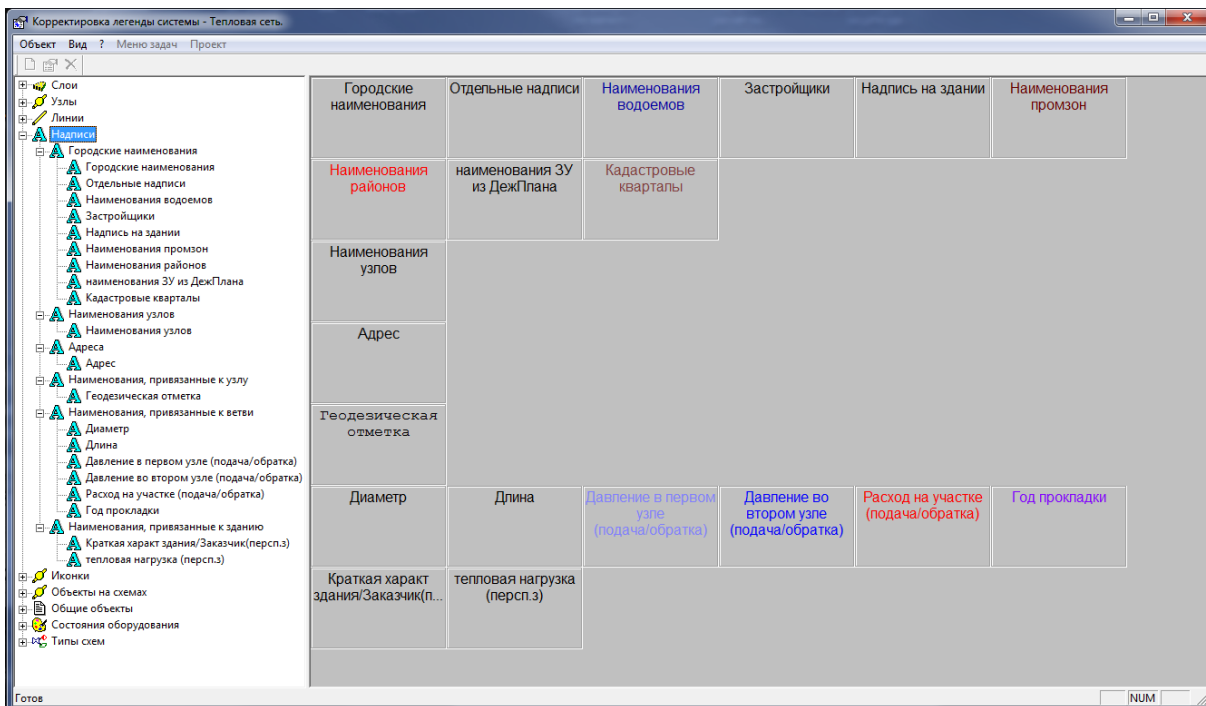 Корректировка легенды системы - Тепловая сеть.
Объект Вид ? Меню задач Проект
Слои
Узлы
Линии
Надписи
Городские наименования
Городские наименования
Отдельные надписи
Наименования водоемов
Застройщики
Надпись на здании
Наименования промзон
Наименования районов
наименования ЗУ из ДежПлана
Кадастровые кварталы
Наименования узлов
Наименования узлов
Адреса
Адрес
Наименования, привязанные к узлу
Геодезическая отметка
Наименования, привязанные к ветви
Диаметр
Длина
Давление в первом узле (подача/обратка)
Давление во втором узле (подача/обратка)
Расход на участке (подача/обратка)
Год прокладки
Наименования, привязанные к зданию
Краткая характ здания/Заказчик(персп.з)
тепловая нагрузка (персп.з)
Иконки
Объекты на схемах
Общие объекты
Состояния оборудования
Типы схем
Городские
наименования
Отдельные надписи
Наименования
водоемов
Застройщики
Надпись на здании
Наименования
промзон
Наименования
районов
наименования ЗУ
из ДежПлана
Кадастровые
кварталы
Наименования
узлов
Адрес
Геодезическая
отметка
Диаметр
Длина
Давление в первом
узле
(подача/обратка)
Давление во
втором узле
(подача/обратка)
Расход на участке
(подача/обратка)
Год прокладки
Краткая характ
здания/Заказчик(п...
тепловая нагрузка
(персп.з)
Готов
NUM